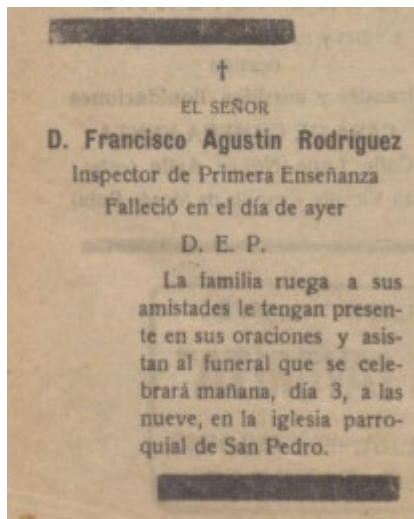 †
EL SEÑOR
D. Francisco Agustin Rodríguez
Inspector de Primera Enseñanza
Falleció en el día de ayer
D. E. P.
La familia ruega a sus
amistades le tengan presen-
te en sus oraciones y asis-
tan al funeral que se cele-
brará mañana, día 3, a las
nueve, en la iglesia parro-
quial de San Pedro.